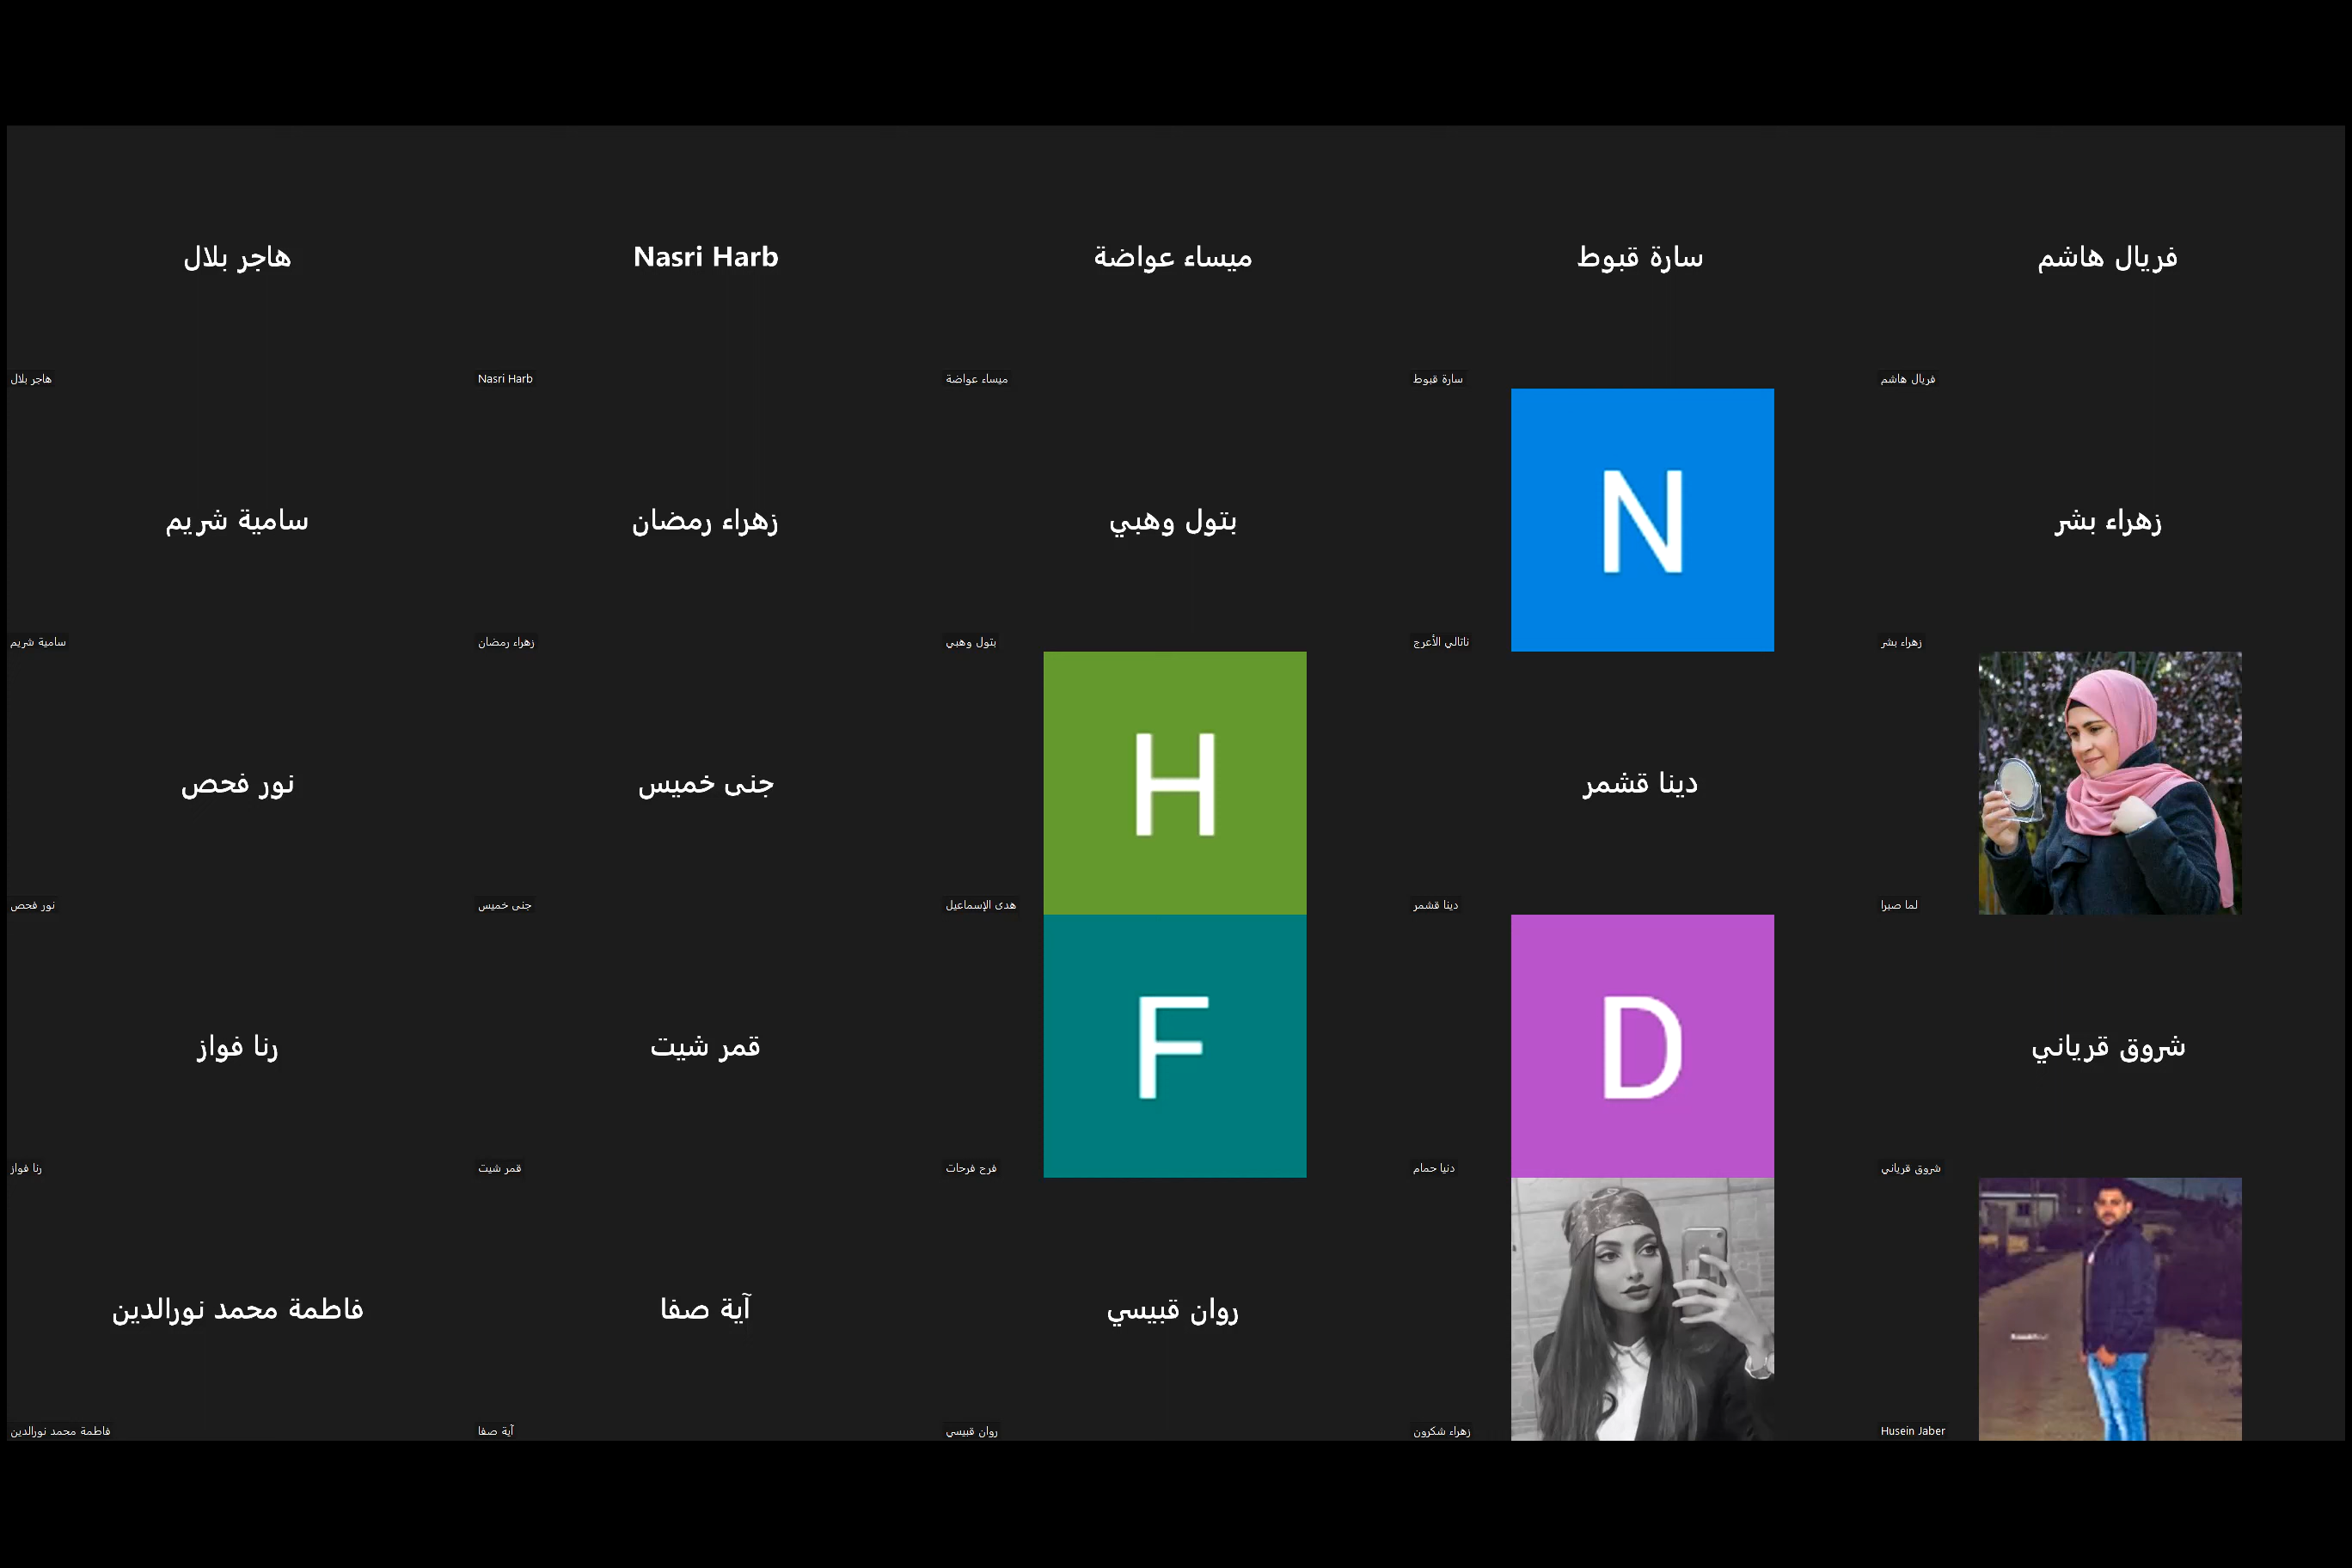 هاجر بلال
Nasri Harb
ميساء عواضة
سارة قبوط
فريال هاشم
هاجر بلال
Nasri Harb
ميساء عواضة
سارة قبوط
فريال هاشم
سامية شريم
زهراء رمضان
بتول وهبي
N
زهراء بشر
سامية شريم
زهراء رمضان
بتول وهبي
ناتالي الأعرج
زهراء بشر
نور فحص
جنى خميس
H
دينا قشمر
نور فحص
جنى خميس
هدى الإسماعيل
دينا قشمر
لما صبرا
رنا فواز
قمر شيت
F
D
شروق قرياني
رنا فواز
قمر شيت
فرح فرحات
دنيا حمام
شروق قرياني
فاطمة محمد نورالدين
آية صفا
روان قبيسي
فاطمة محمد نورالدين
آية صفا
روان قبيسي
زهراء شكرون
Husein Jaber